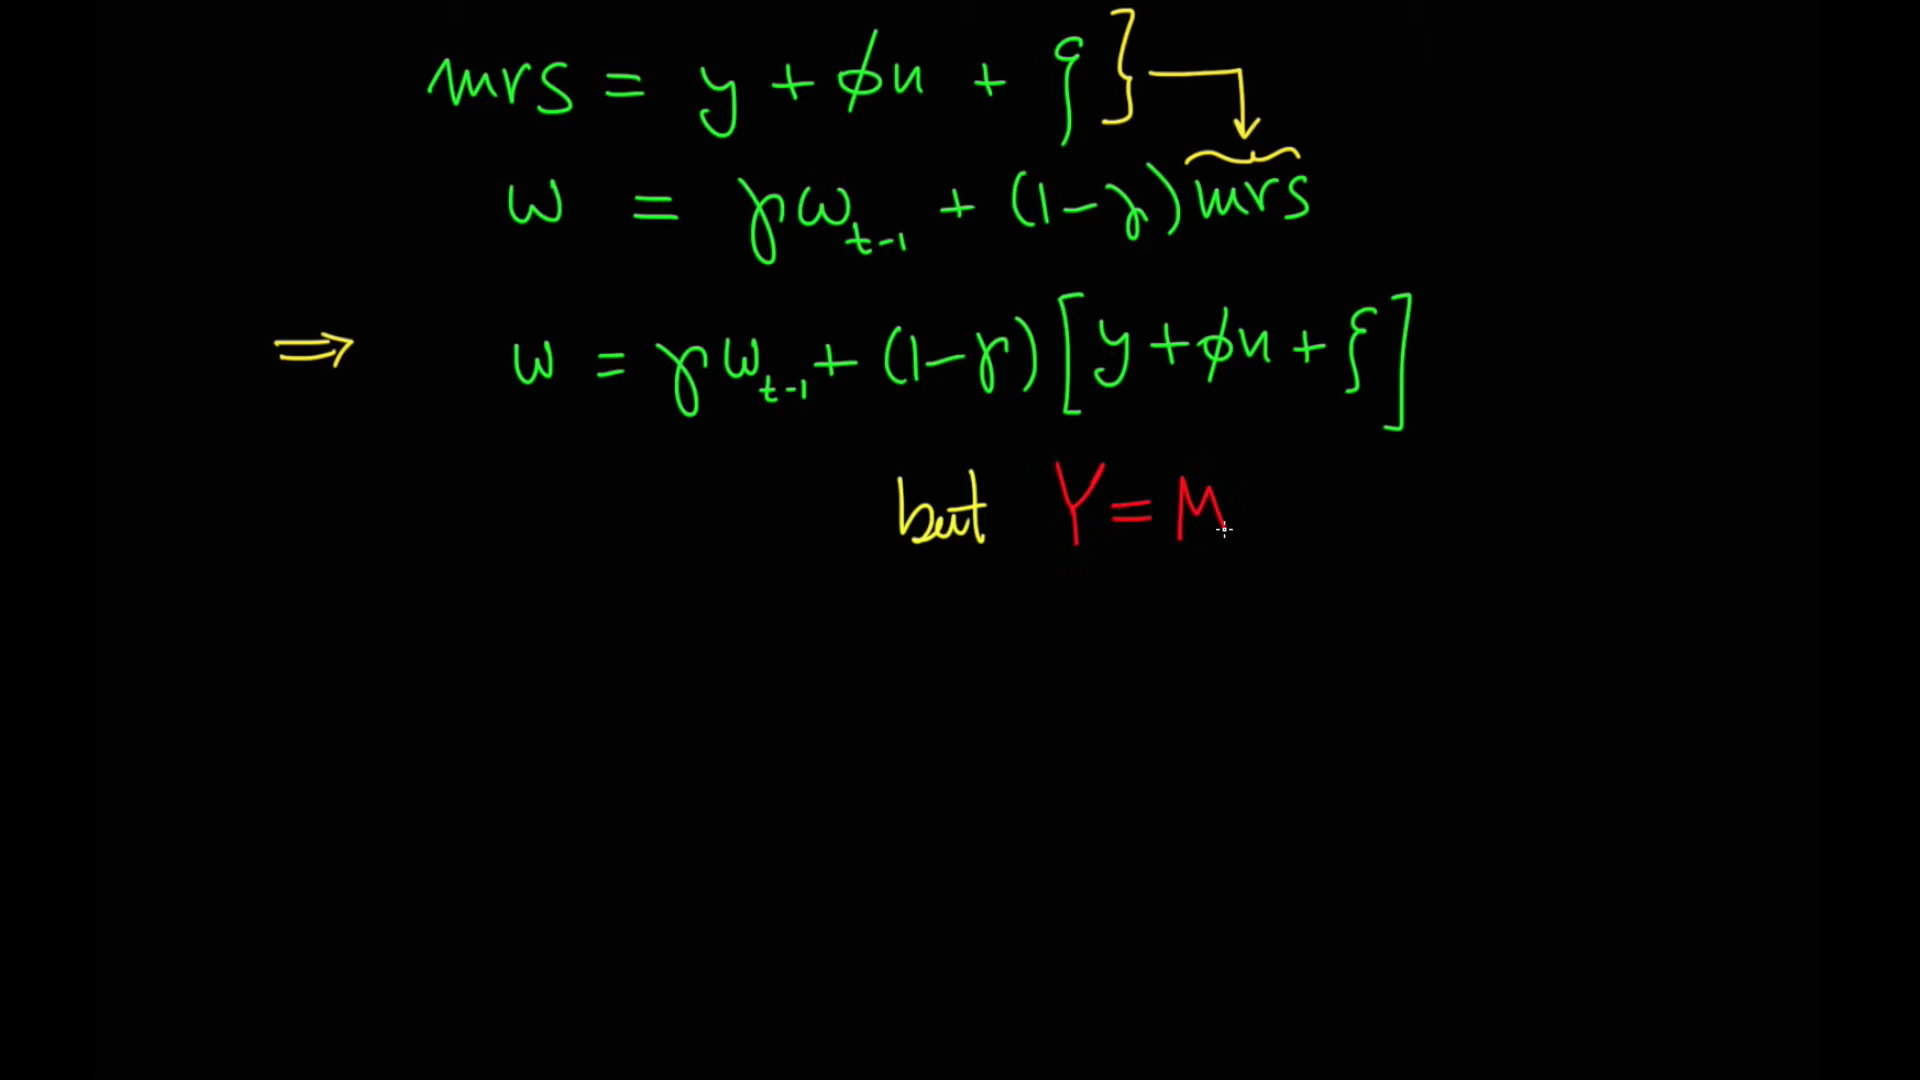 mrs = y + φn + ξ }
w = γw_{t-1} + (1-γ) mrs
⇒ w = γw_{t-1} + (1-γ) [y + φn + ξ]
but Y = M